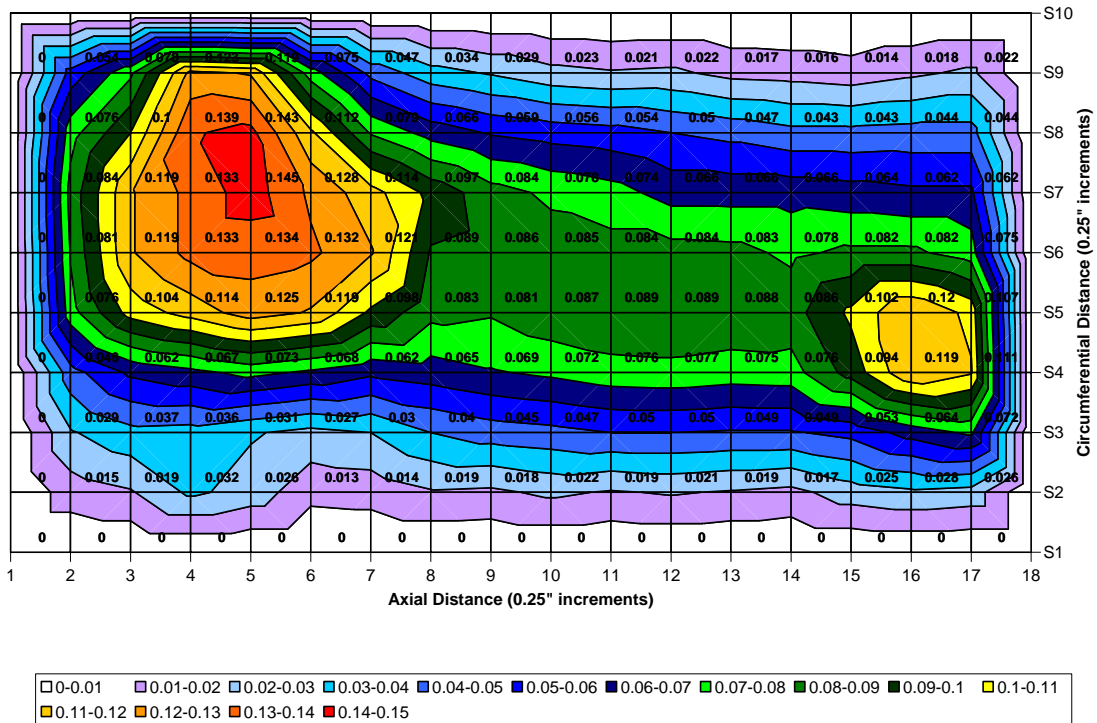 S10
0 0.054 0.078 0.123 0.119 0.075 0.047 0.034 0.029 0.023 0.021 0.022 0.017 0.016 0.014 0.018 0.022
S9
0 0.076 0.1 0.139 0.143 0.112 0.079 0.066 0.059 0.056 0.054 0.05 0.047 0.043 0.043 0.044 0.044
S8
0 0.084 0.119 0.133 0.145 0.128 0.114 0.097 0.084 0.076 0.074 0.066 0.066 0.064 0.062 0.062
S7
0 0.081 0.119 0.133 0.134 0.132 0.121 0.089 0.086 0.085 0.084 0.084 0.083 0.078 0.082 0.082 0.075
S6
0 0.076 0.104 0.114 0.125 0.119 0.098 0.083 0.081 0.087 0.089 0.089 0.088 0.086 0.102 0.12 0.107
S5
0 0.048 0.062 0.067 0.073 0.068 0.062 0.065 0.069 0.072 0.076 0.077 0.075 0.076 0.094 0.119 0.111
S4
0 0.029 0.037 0.036 0.031 0.027 0.03 0.04 0.045 0.047 0.05 0.05 0.049 0.049 0.053 0.064 0.072
S3
0 0.015 0.019 0.032 0.028 0.013 0.014 0.019 0.018 0.022 0.019 0.021 0.019 0.017 0.025 0.028 0.026
S2
0 0 0 0 0 0 0 0 0 0 0 0 0 0 0 0 0
S1
Circumferential Distance (0.25" increments)
1 2 3 4 5 6 7 8 9 10 11 12 13 14 15 16 17 18
Axial Distance (0.25" increments)
0-0.01 0.01-0.02 0.02-0.03 0.03-0.04 0.04-0.05 0.05-0.06 0.06-0.07 0.07-0.08 0.08-0.09 0.09-0.1 0.1-0.11
0.11-0.12 0.12-0.13 0.13-0.14 0.14-0.15